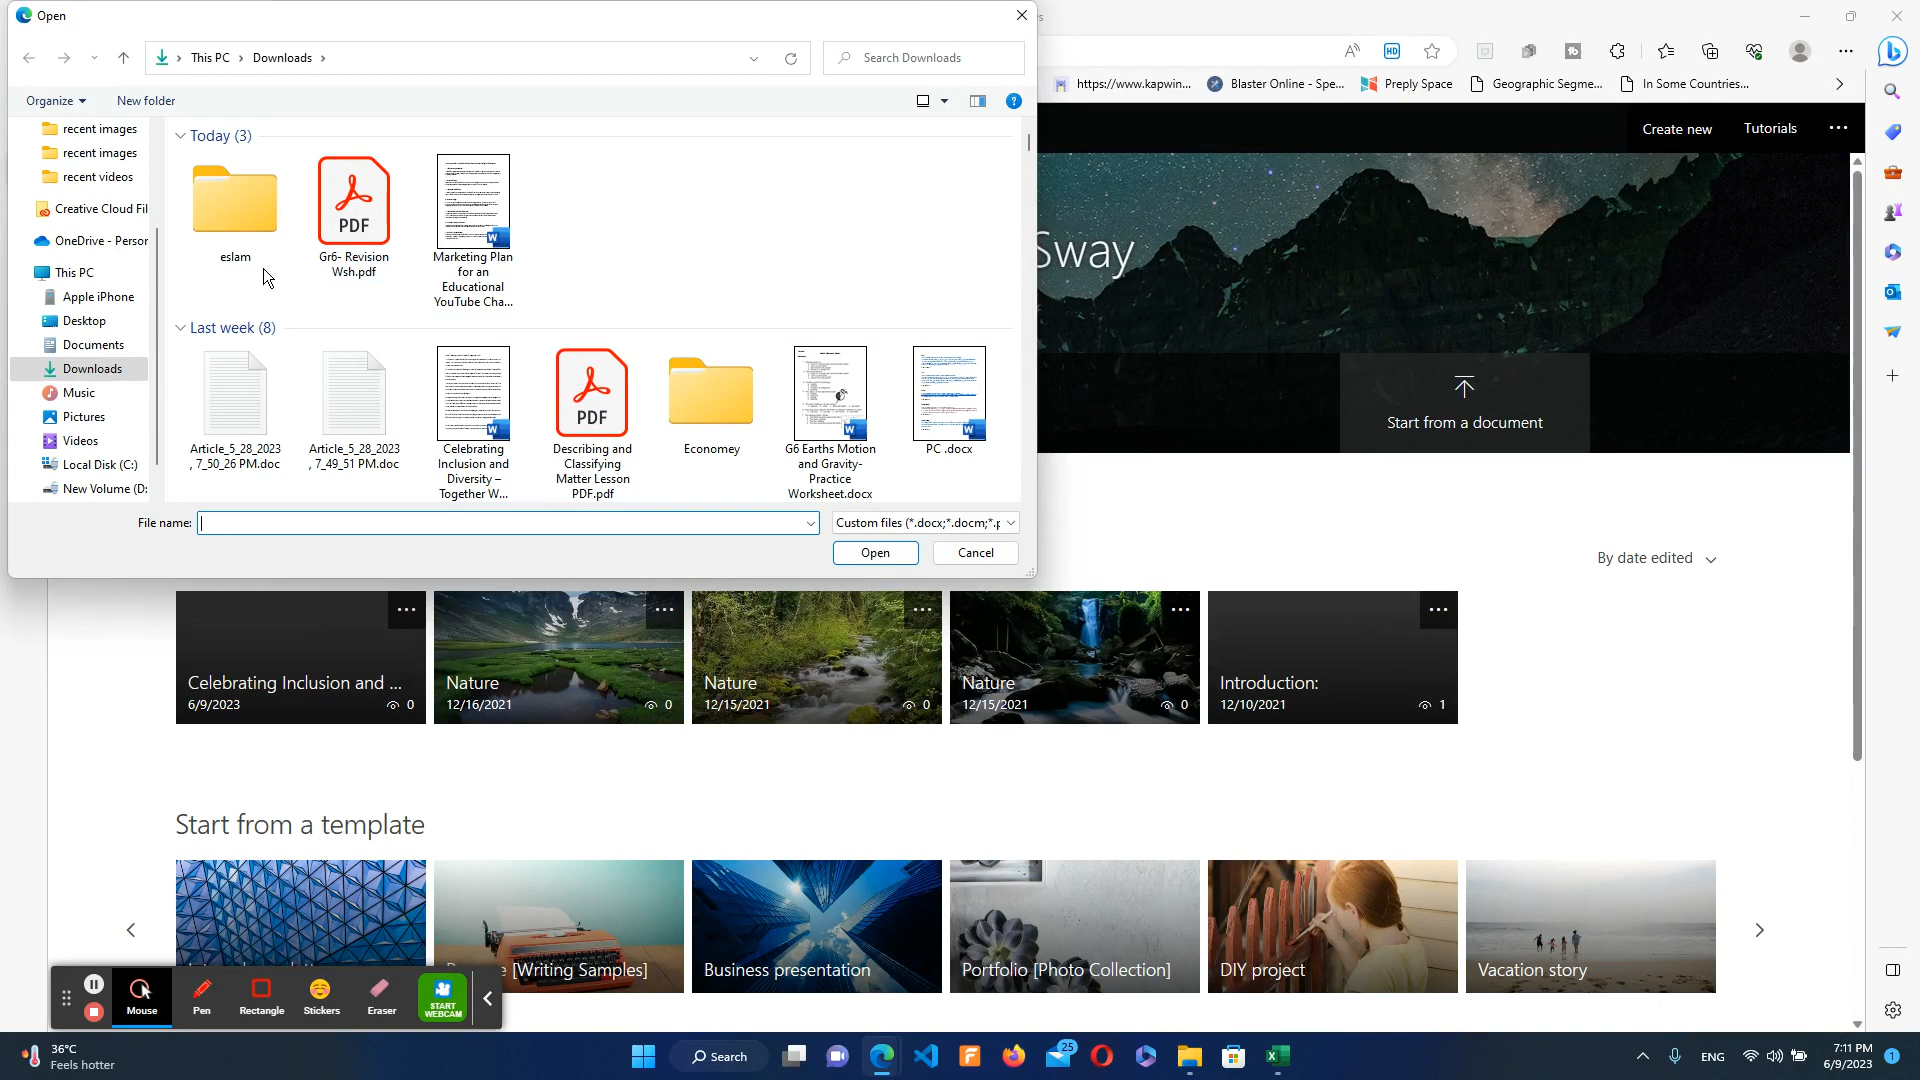 Open
This PC
Downloads
Search Downloads
Organize
New folder
recent images
recent images
recent videos
Creative Cloud Fil
OneDrive - Person
This PC
Apple iPhone
Desktop
Documents
Downloads
Music
Pictures
Videos
Local Disk (C:)
New Volume (D:
Today (3)
eslam
PDF
Gr6- Revision
Wsh.pdf
Marketing Plan
for an
Educational
YouTube Cha...
Last week (8)
Article_5_28_2023
, 7_50_26 PM.doc
Article_5_28_2023
, 7_49_51 PM.doc
Celebrating
Inclusion and
Diversity –
Together W...
PDF
Describing and
Classifying
Matter Lesson
PDF.pdf
Economey
G6 Earths Motion
and Gravity-
Practice
Worksheet.docx
PC .docx
File name:
Custom files (*.docx;*.docm;*.p
Open
Cancel
HD
https://www.kapwin...
Blaster Online - Spe...
Preply Space
Geographic Segme...
In Some Countries...
Create new
Tutorials
Sway
Start from a document
By date edited
Celebrating Inclusion and ...
6/9/2023
0
Nature
12/16/2021
0
Nature
12/15/2021
0
Nature
12/15/2021
0
Introduction:
12/10/2021
1
Start from a template
[Writing Samples]
Business presentation
Portfolio [Photo Collection]
DIY project
Vacation story
Mouse
Pen
Rectangle
Stickers
Eraser
START
WEBCAM
36°C
Feels hotter
Search
25
ENG
7:11 PM
6/9/2023
1